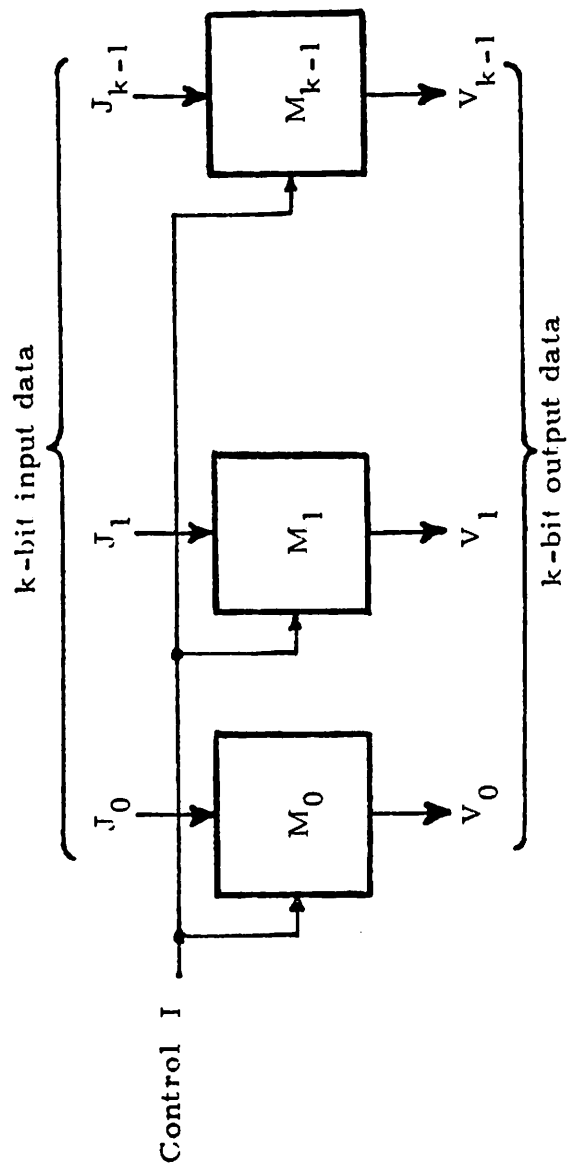 k-bit input data
J0 J1 Jk-1
Control I
M0 M1 Mk-1
V0 V1 Vk-1
k-bit output data